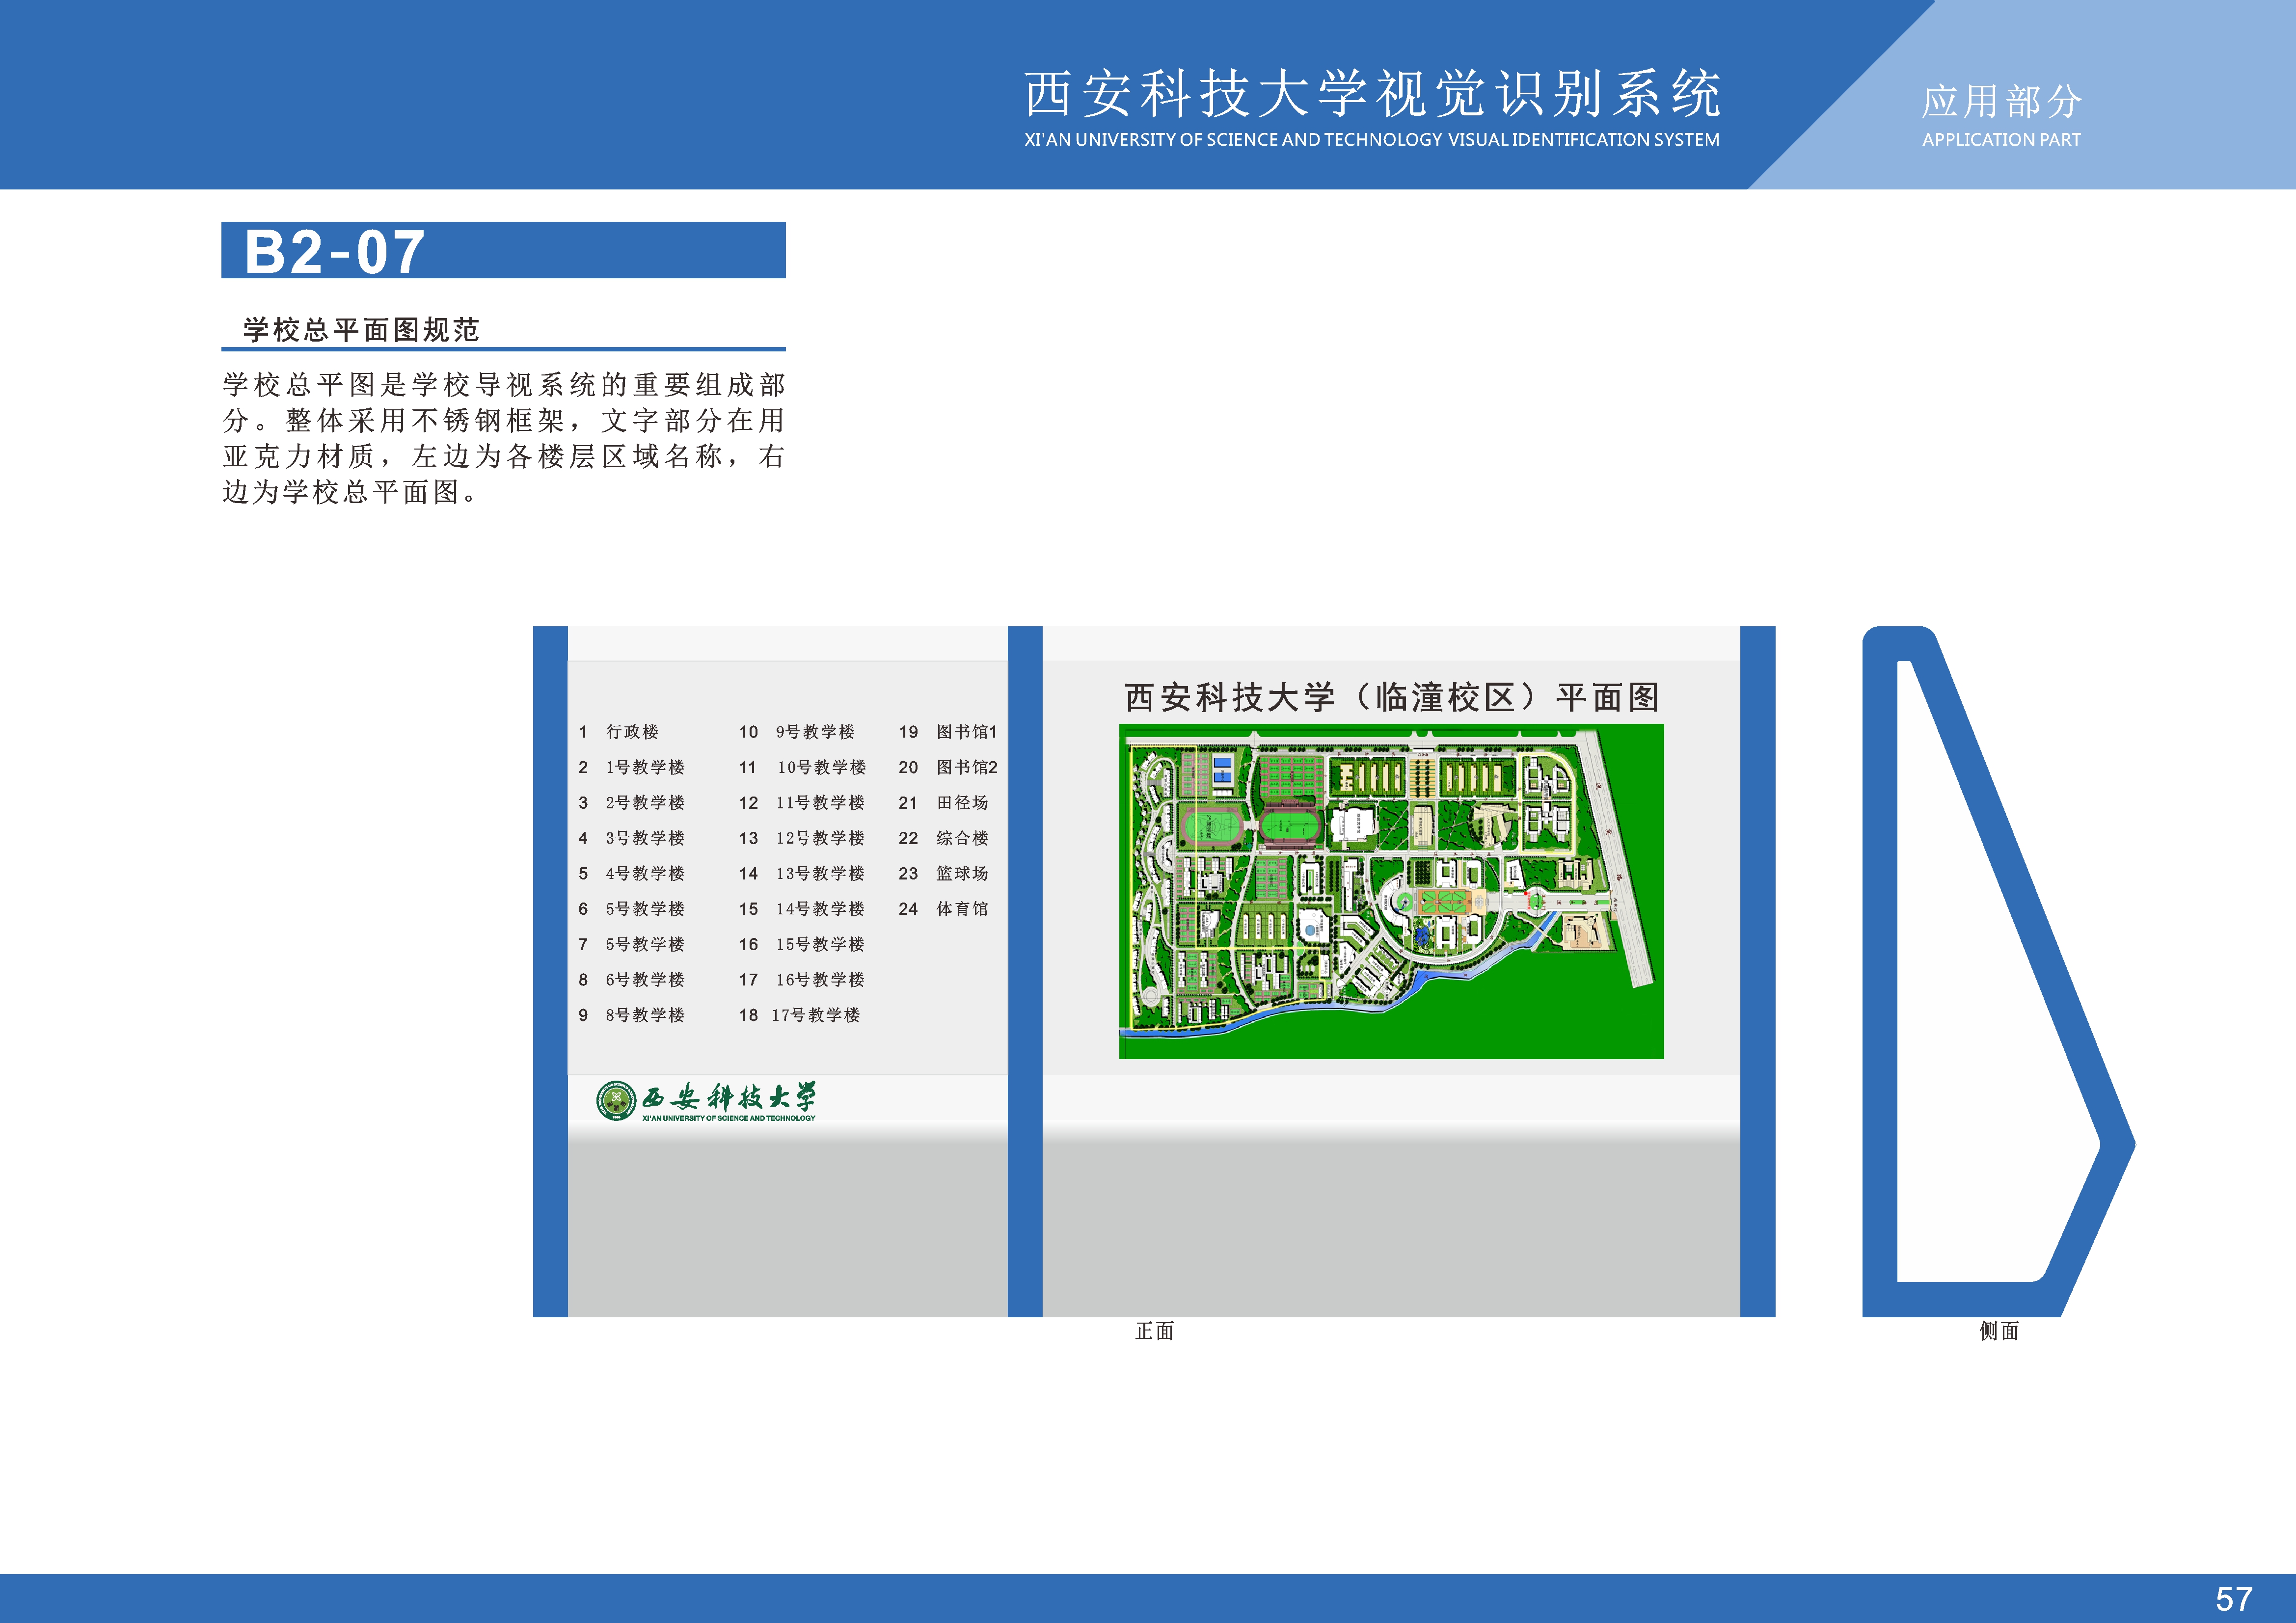 西安科技大学视觉识别系统
XI'AN UNIVERSITY OF SCIENCE AND TECHNOLOGY VISUAL IDENTIFICATION SYSTEM
应用部分
APPLICATION PART
B2-07
学校总平面图规范
学校总平图是学校导视系统的重要组成部
分。整体采用不锈钢框架，文字部分在用
亚克力材质，左边为各楼层区域名称，右
边为学校总平面图。
1 行政楼
2 1号教学楼
3 2号教学楼
4 3号教学楼
5 4号教学楼
6 5号教学楼
7 5号教学楼
8 6号教学楼
9 8号教学楼
10 9号教学楼
11 10号教学楼
12 11号教学楼
13 12号教学楼
14 13号教学楼
15 14号教学楼
16 15号教学楼
17 16号教学楼
18 17号教学楼
19 图书馆1
20 图书馆2
21 田径场
22 综合楼
23 篮球场
24 体育馆
西安科技大学
XI'AN UNIVERSITY OF SCIENCE AND TECHNOLOGY
西安科技大学（临潼校区）平面图
正面
侧面
57